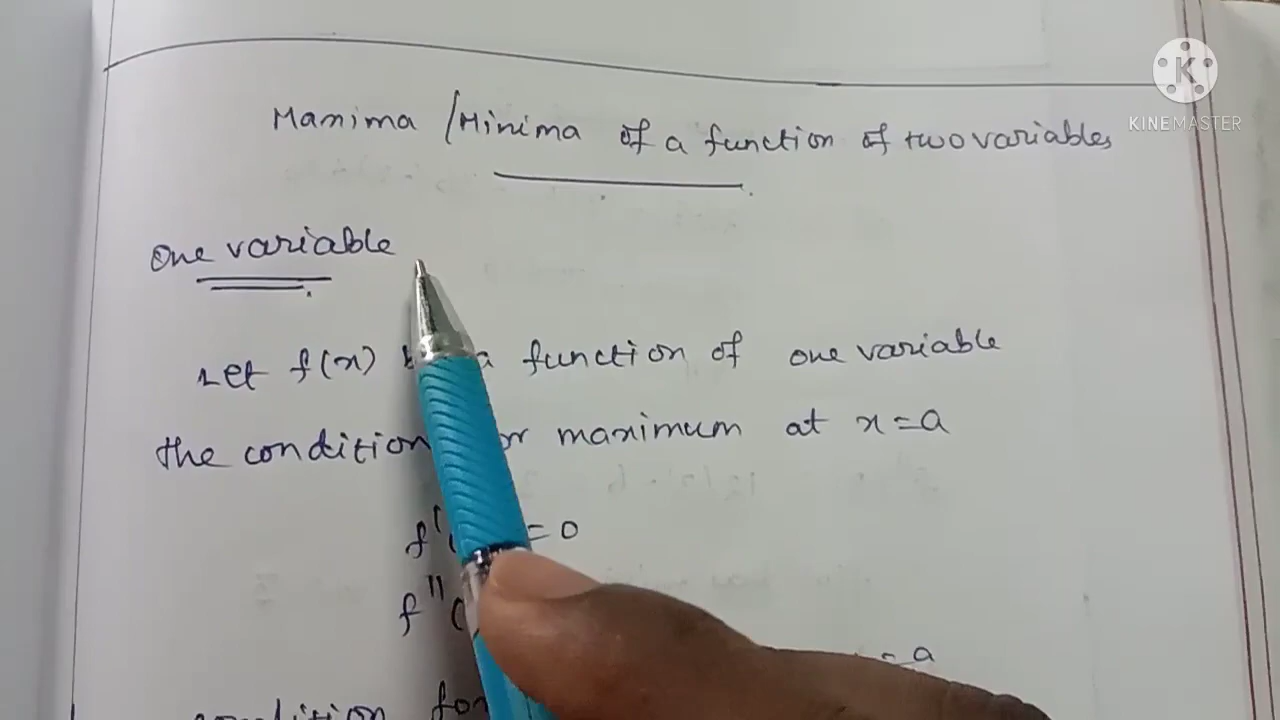 Maxima / Minima of a function of two variables
One variable
Let f(x) a function of one variable
the condition maximum at x=a
f' =0
f''(
= a
condition for
K
KINEMASTER